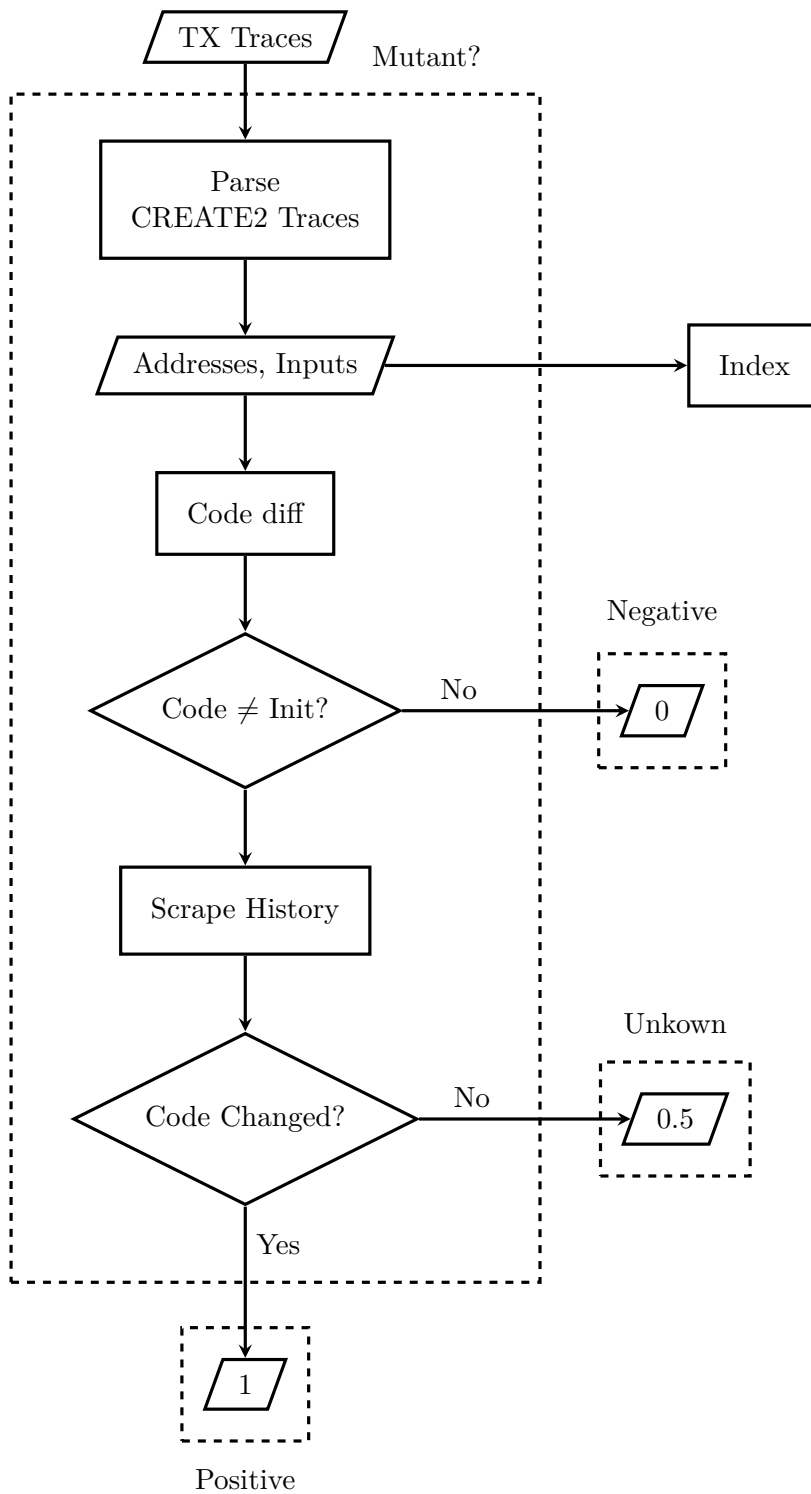 TX Traces
Mutant?
Parse
CREATE2 Traces
Addresses, Inputs
Index
Code diff
Negative
Code ≠ Init?
No
0
Scrape History
Unkown
Code Changed?
No
0.5
Yes
1
Positive